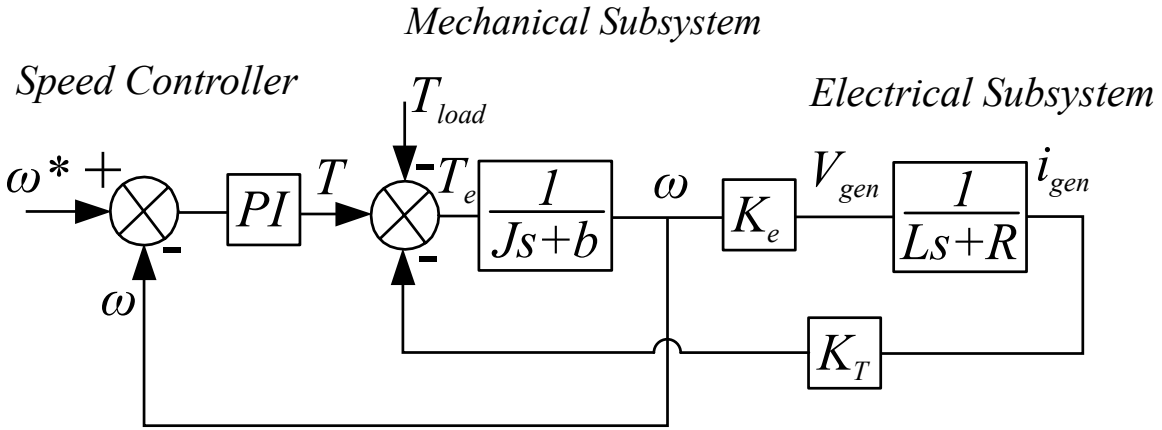 Mechanical Subsystem
Speed Controller
Electrical Subsystem
T_load
ω* + PI T T_e 1/(Js+b) ω K_e V_gen 1/(Ls+R) i_gen
-
-
-
ω
K_T